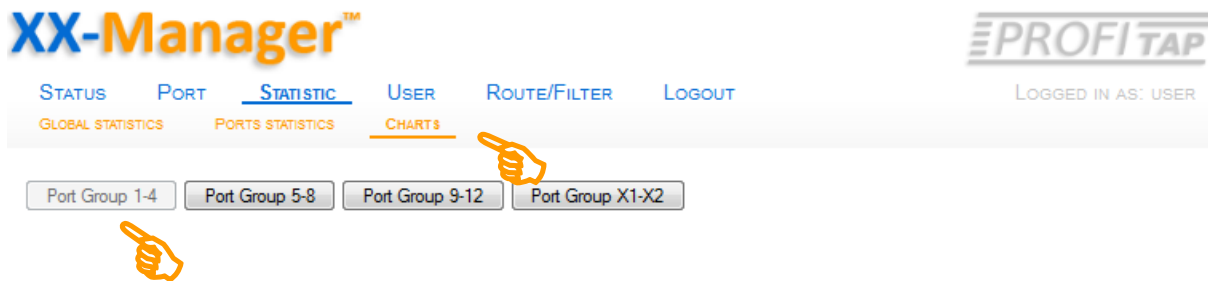 XX-Manager™
PROFITAP
STATUS PORT STATISTIC USER ROUTE/FILTER LOGOUT LOGGED IN AS: USER
GLOBAL STATISTICS PORTS STATISTICS CHARTS
Port Group 1-4 Port Group 5-8 Port Group 9-12 Port Group X1-X2